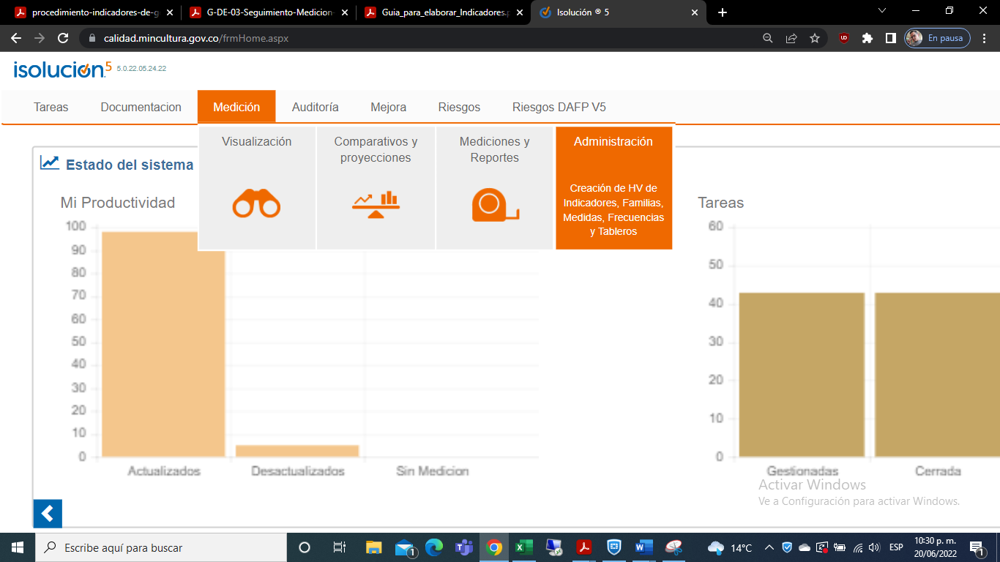 procedimiento-indicadores-de-g
G-DE-03-Seguimiento-Medicion-
Guia_para_elaborar_Indicadores.p
Isolución ® 5
calidad.mincultura.gov.co/frmHome.aspx
En pausa
isolución 5
5.0.22.05.24.22
Tareas
Documentacion
Medición
Auditoría
Mejora
Riesgos
Riesgos DAFP V5
Visualización
Comparativos y
proyecciones
Mediciones y
Reportes
Administración
Creación de HV de
Indicadores, Familias,
Medidas, Frecuencias
y Tableros
Estado del sistema
Mi Productividad
100
90
80
70
60
50
40
30
20
10
0
Actualizados
Desactualizados
Sin Medicion
Tareas
60
50
40
30
20
10
0
Gestionadas
Cerrada
Activar Windows
Ve a Configuración para activar Windows.
Escribe aquí para buscar
1
14°C
ESP
10:30 p. m.
20/06/2022
1